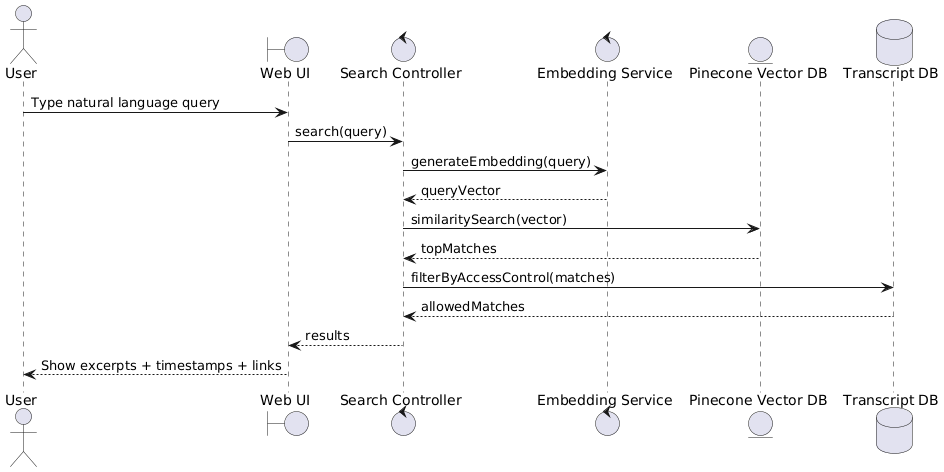 User
Web UI
Search Controller
Embedding Service
Pinecone Vector DB
Transcript DB
Type natural language query
search(query)
generateEmbedding(query)
queryVector
similaritySearch(vector)
topMatches
filterByAccessControl(matches)
allowedMatches
results
Show excerpts + timestamps + links
User
Web UI
Search Controller
Embedding Service
Pinecone Vector DB
Transcript DB